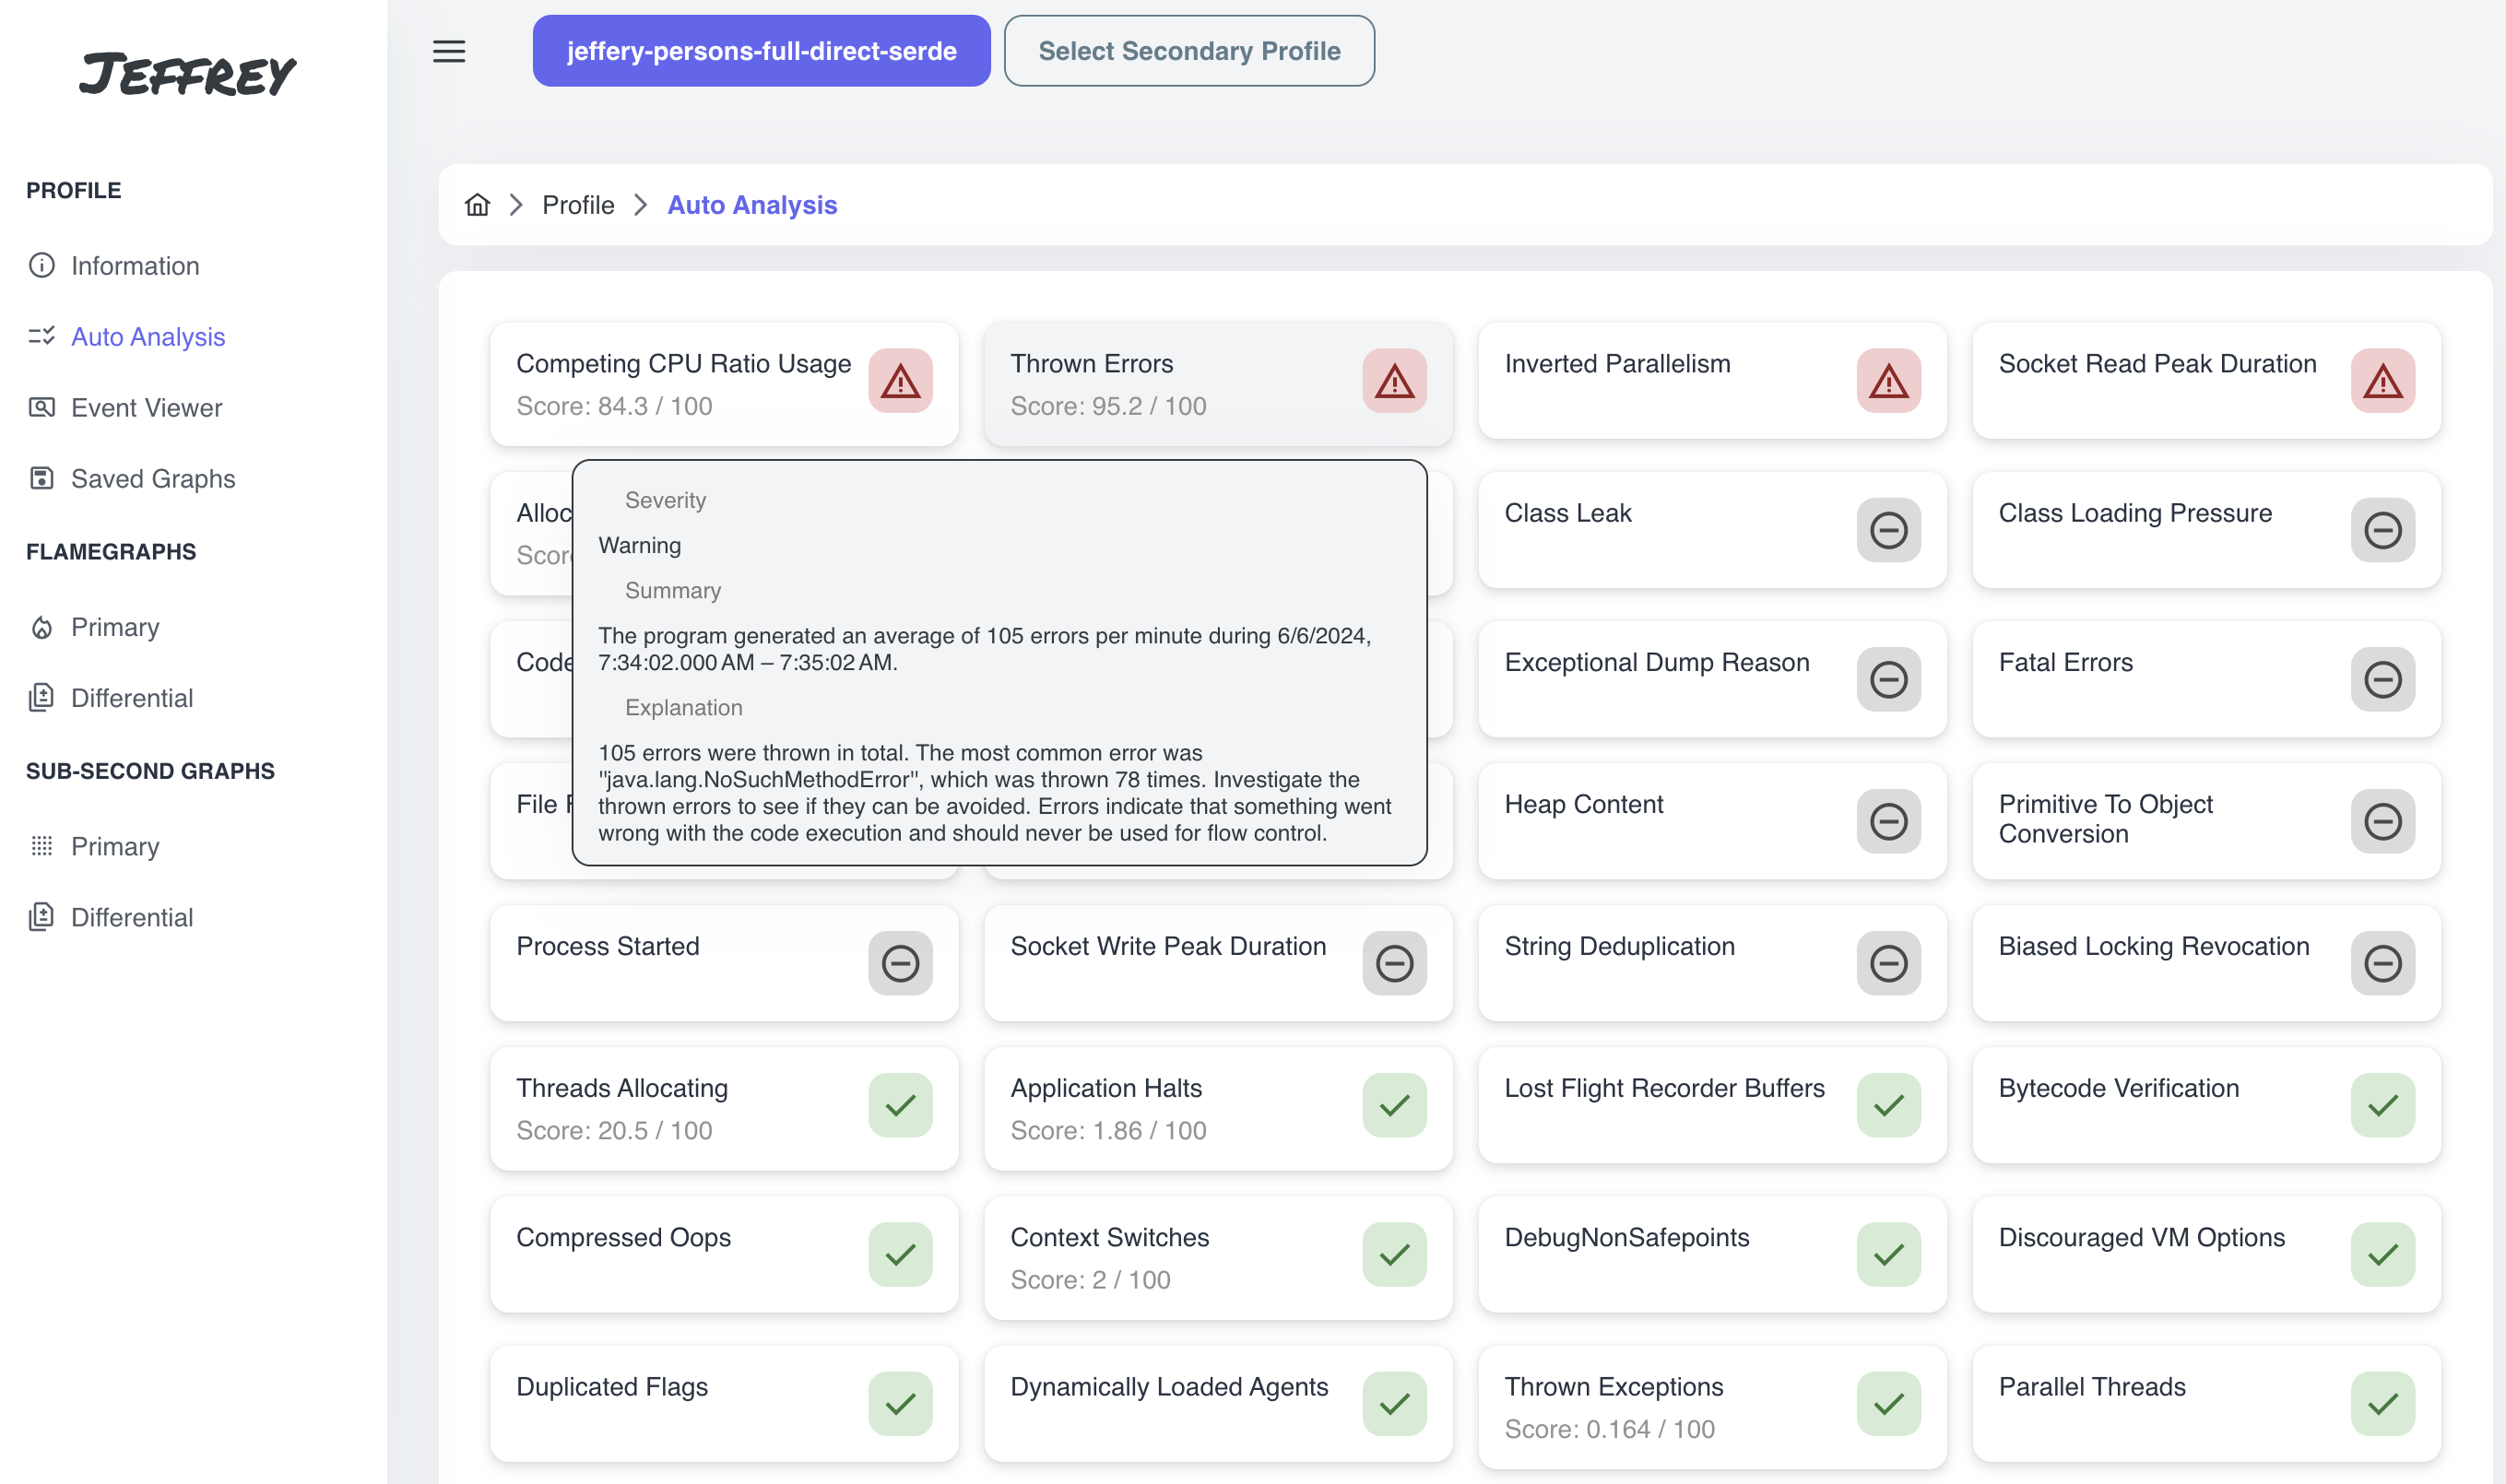 JEFFREY
jeffery-persons-full-direct-serde
Select Secondary Profile
PROFILE
Information
Auto Analysis
Event Viewer
Saved Graphs
FLAMEGRAPHS
Primary
Differential
SUB-SECOND GRAPHS
Primary
Differential
Profile
Auto Analysis
Competing CPU Ratio Usage
Score: 84.3 / 100
Thrown Errors
Score: 95.2 / 100
Inverted Parallelism
Socket Read Peak Duration
Severity
Warning
Summary
The program generated an average of 105 errors per minute during 6/6/2024,
7:34:02.000 AM – 7:35:02 AM.
Explanation
105 errors were thrown in total. The most common error was
"java.lang.NoSuchMethodError", which was thrown 78 times. Investigate the
thrown errors to see if they can be avoided. Errors indicate that something went
wrong with the code execution and should never be used for flow control.
Class Leak
Class Loading Pressure
Code
Exceptional Dump Reason
Fatal Errors
File
Heap Content
Primitive To Object
Conversion
Process Started
Socket Write Peak Duration
String Deduplication
Biased Locking Revocation
Threads Allocating
Score: 20.5 / 100
Application Halts
Score: 1.86 / 100
Lost Flight Recorder Buffers
Bytecode Verification
Compressed Oops
Context Switches
Score: 2 / 100
DebugNonSafepoints
Discouraged VM Options
Duplicated Flags
Dynamically Loaded Agents
Thrown Exceptions
Score: 0.164 / 100
Parallel Threads